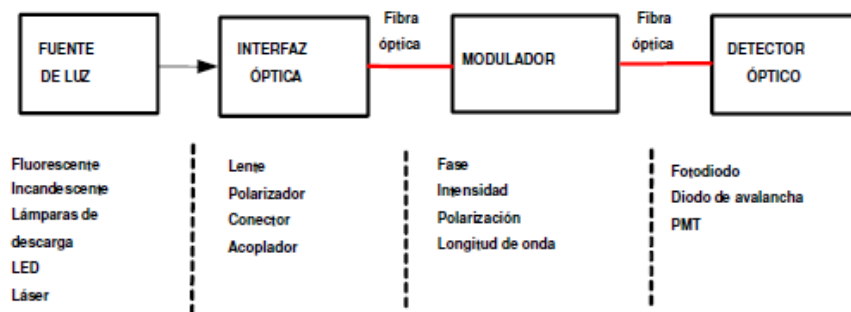 FUENTE
DE LUZ
INTERFAZ
ÓPTICA
Fibra
óptica
MODULADOR
Fibra
óptica
DETECTOR
ÓPTICO
Fluorescente
Incandescente
Lámparas de
descarga
LED
Láser
Lente
Polarizador
Conector
Acoplador
Fase
Intensidad
Polarización
Longitud de onda
Fotodiodo
Diodo de avalancha
PMT